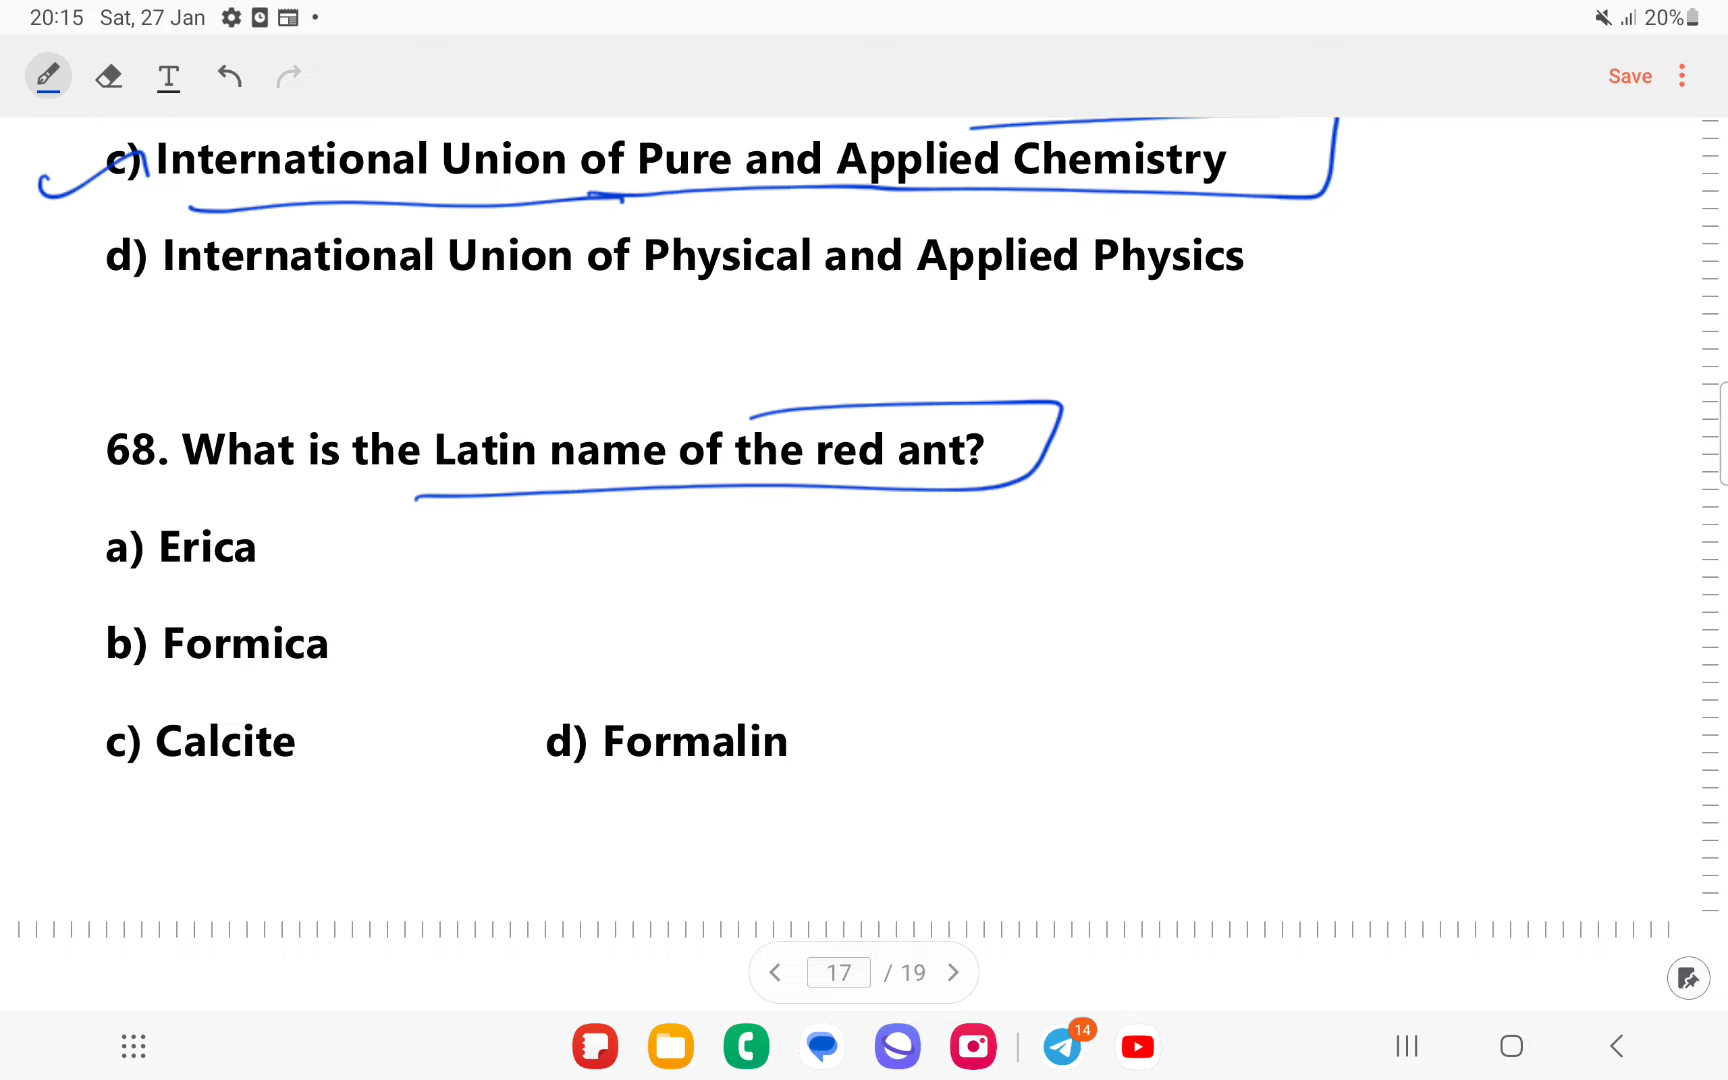 20:15 Sat, 27 Jan • 20%
T Save
c) International Union of Pure and Applied Chemistry
d) International Union of Physical and Applied Physics
68. What is the Latin name of the red ant?
a) Erica
b) Formica
c) Calcite d) Formalin
17 / 19
14